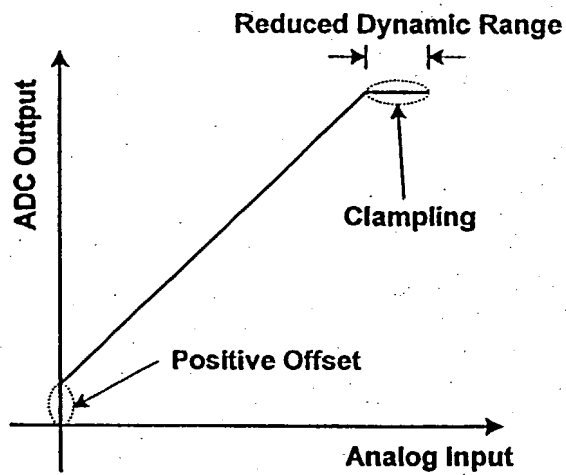 Reduced Dynamic Range
ADC Output
Clampling
Positive Offset
Analog Input